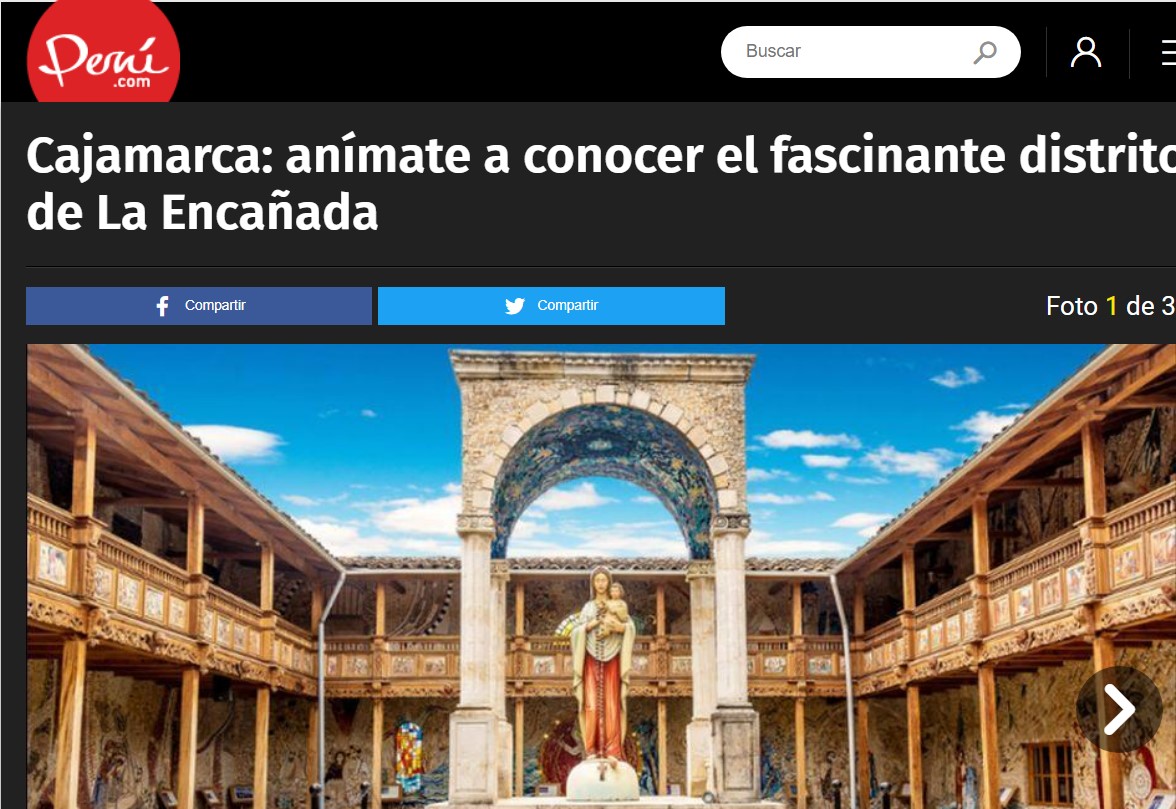 Perú
.com
Buscar
Cajamarca: anímate a conocer el fascinante distrito
de La Encañada
Compartir
Compartir
Foto 1 de 3